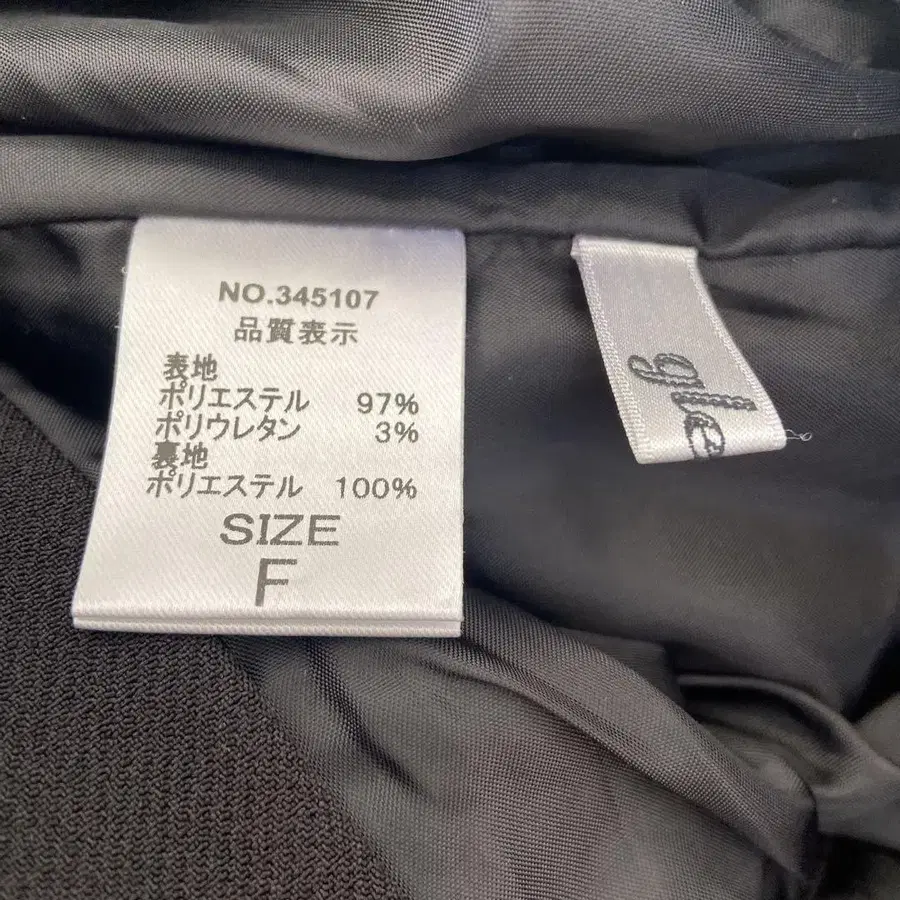 NO.345107
品質表示
表地
ポリエステル 97%
ポリウレタン 3%
裏地
ポリエステル 100%
SIZE
F